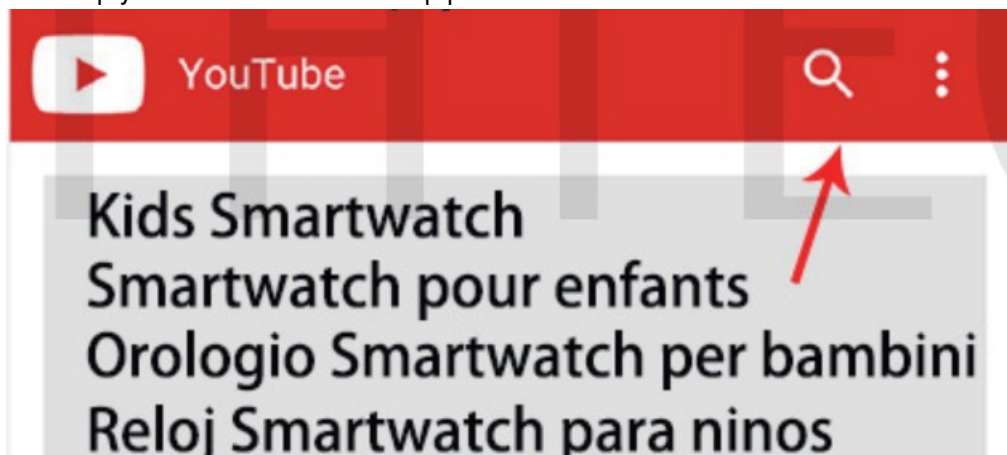 YouTube
Kids Smartwatch
Smartwatch pour enfants
Orologio Smartwatch per bambini
Reloj Smartwatch para ninos